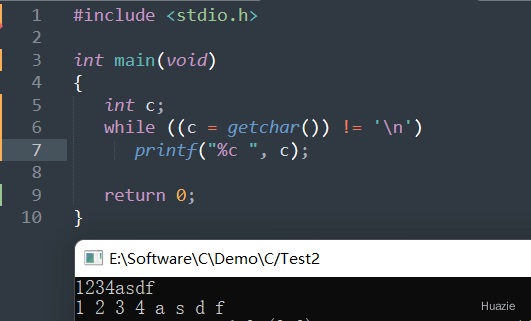 1 #include <stdio.h>
2
3 int main(void)
4 {
5 int c;
6 while ((c = getchar()) != '\n')
7 printf("%c ", c);
8
9 return 0;
10 }
E:\Software\C\Demo\C/Test2
1234asdf
1 2 3 4 a s d f
Huazie